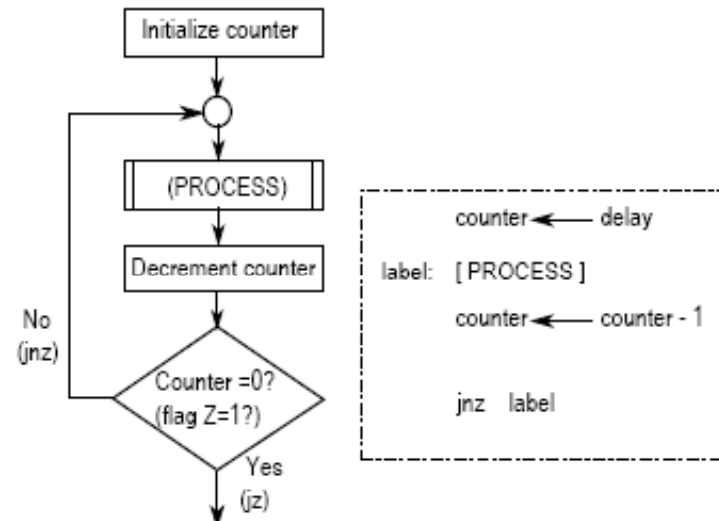 Initialize counter
(PROCESS)
Decrement counter
No
(jnz)
Counter =0?
(flag Z=1?)
Yes
(jz)
counter delay
label: [ PROCESS ]
counter counter - 1
jnz label